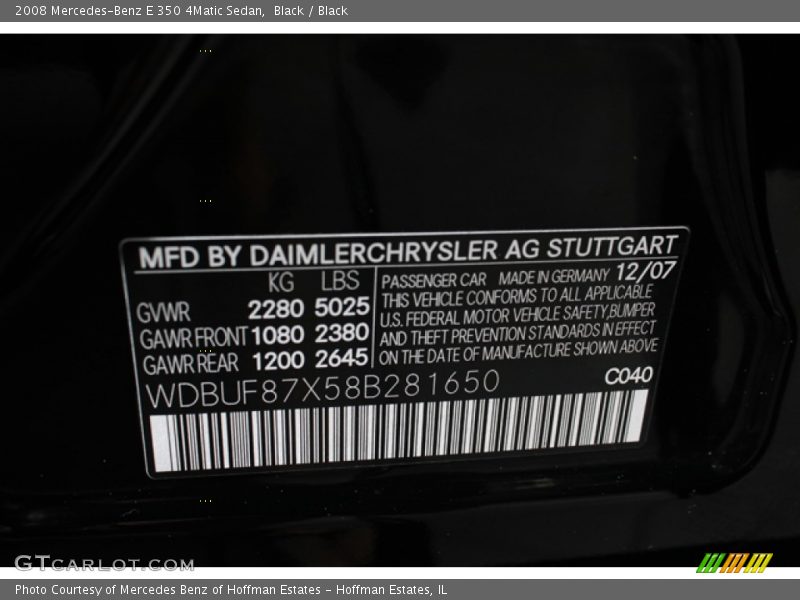 2008 Mercedes-Benz E 350 4Matic Sedan, Black / Black
MFD BY DAIMLERCHRYSLER AG STUTTGART
KG LBS
GVWR 2280 5025
GAWR FRONT 1080 2380
GAWR REAR 1200 2645
PASSENGER CAR MADE IN GERMANY 12/07
THIS VEHICLE CONFORMS TO ALL APPLICABLE
U.S. FEDERAL MOTOR VEHICLE SAFETY,BUMPER
AND THEFT PREVENTION STANDARDS IN EFFECT
ON THE DATE OF MANUFACTURE SHOWN ABOVE
WDBUF87X58B281650 C040
GTCARLOT.COM
Photo Courtesy of Mercedes Benz of Hoffman Estates - Hoffman Estates, IL